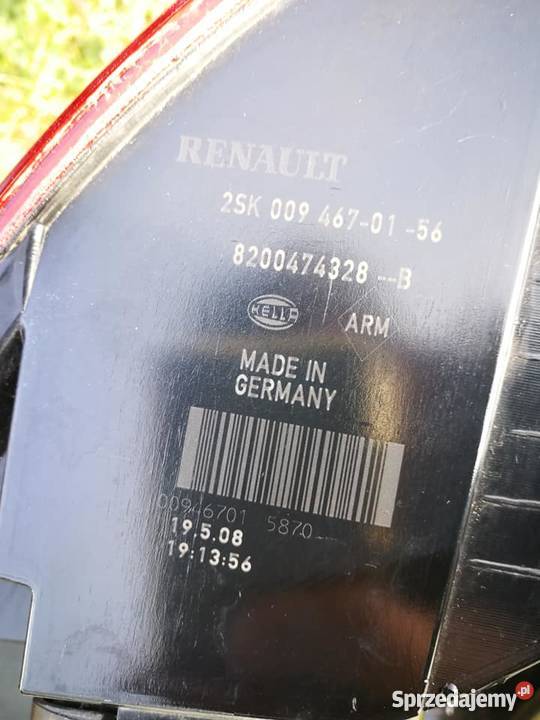 RENAULT
2SK 009 467-01 -56
8200474328 --B
HELLA
ARM
MADE IN
GERMANY
00946701 5870
19.5.08
19:13:56
Sprzedajemy.pl